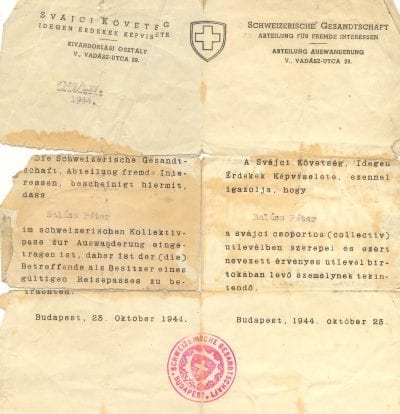 SVÁJCI KÖVETSÉG
IDEGEN ÉRDEKEK KÉPVISELETE
KIVÁNDORLÁSI OSZTÁLY
V., VADÁSZ-UTCA 29.
1944.
SCHWEIZERISCHE GESANDTSCHAFT
ABTEILUNG FÜR FREMDE INTERESSEN
ABTEILUNG AUSWANDERUNG
V., VADÁSZ-UTCA 29.
Die Schweizerische Gesandt-
schaft, Abteilung fremde Inte-
ressen, bescheinigt hiermit,
dass
Balázs Péter
im schweizerischen Kollektiv-
pass zur Auswanderung einge-
tragen ist, daher ist der (die)
Betreffende als Besitzer eines
gültigen Reisepasses zu be-
trachten.
Budapest, 23. Oktober 1944.
A Svájci Követség, Idegen
Érdekek Képviselete, ezennel
igazolja, hogy
Balázs Péter
a svájci csoportos (collectiv)
útlevélben szerepel és ezért
nevezett érvényes útlevél bir-
tokában levő személynek tekin-
tendő.
Budapest, 1944. október 23.
SCHWEIZERISCHE GESANDTSCHAFT
BUDAPEST